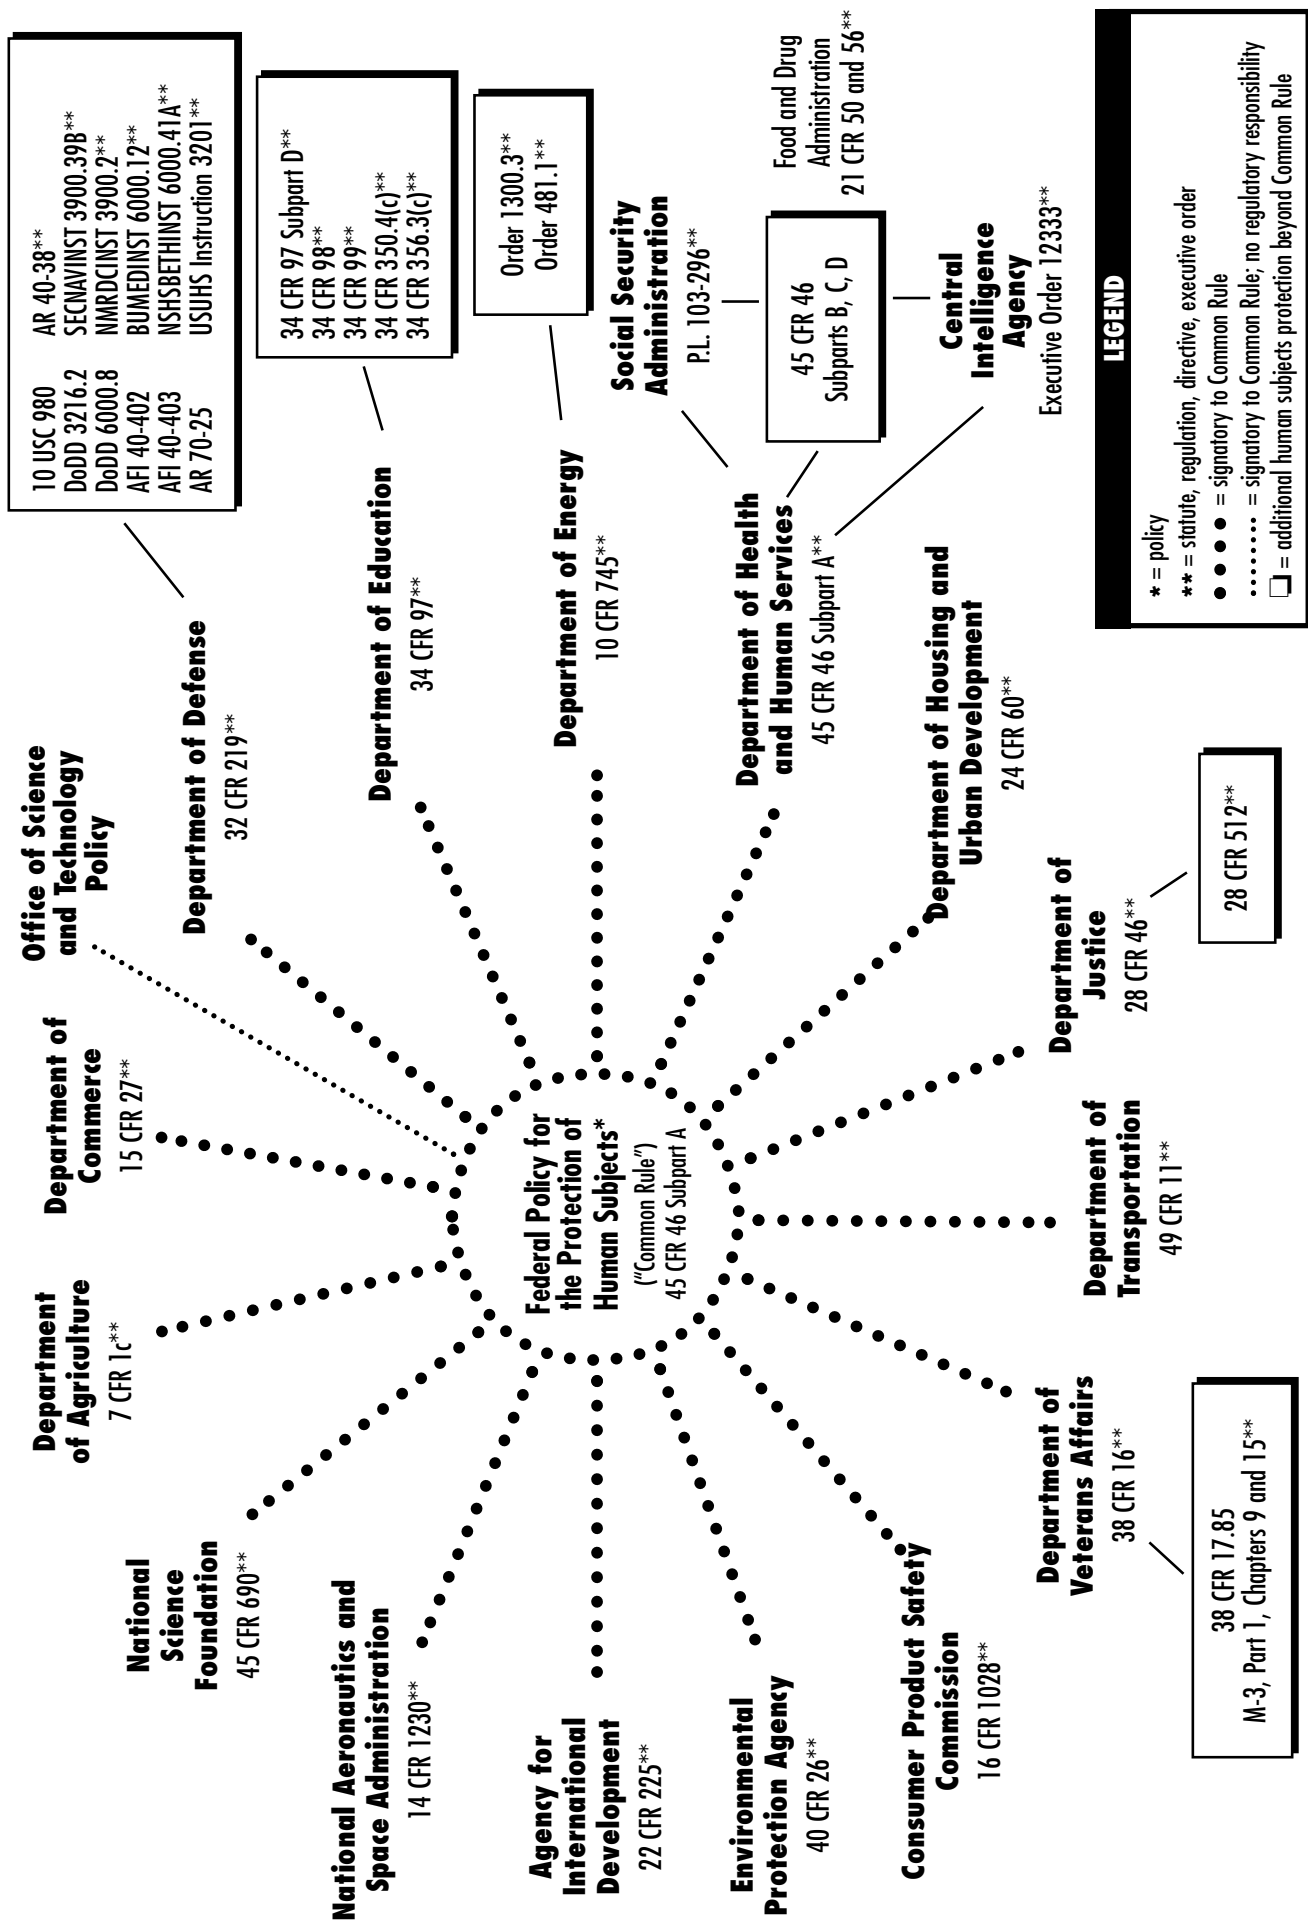 Office of Science
and Technology
Policy
Department of
Commerce
15 CFR 27**
Department
of Agriculture
7 CFR 1c**
National
Science
Foundation
45 CFR 690**
National Aeronautics and
Space Administration
14 CFR 1230**
Agency for
International
Development
22 CFR 225**
Environmental
Protection Agency
40 CFR 26**
Consumer Product Safety
Commission
16 CFR 1028**
Department of
Veterans Affairs
38 CFR 16**
38 CFR 17.85
M-3, Part 1, Chapters 9 and 15**
Department of
Transportation
49 CFR 11**
Department of
Justice
28 CFR 46**
28 CFR 512**
Federal Policy for
the Protection of
Human Subjects*
("Common Rule")
45 CFR 46 Subpart A
Department of Defense
32 CFR 219**
10 USC 980
DoDD 3216.2
DoDD 6000.8
AFI 40-402
AFI 40-403
AR 70-25
AR 40-38**
SECNAVINST 3900.39B**
NMRDCINST 3900.2**
BUMEDINST 6000.12**
NSHSBETHINST 6000.41A**
USUHS Instruction 3201**
Department of Education
34 CFR 97**
34 CFR 97 Subpart D**
34 CFR 98**
34 CFR 99**
34 CFR 350.4(c)**
34 CFR 356.3(c)**
Department of Energy
10 CFR 745**
Order 1300.3**
Order 481.1**
Department of Health
and Human Services
45 CFR 46 Subpart A**
Social Security
Administration
P.L. 103-296**
45 CFR 46
Subparts B, C, D
Food and Drug
Administration
21 CFR 50 and 56**
Central
Intelligence
Agency
Executive Order 12333**
Department of Housing and
Urban Development
24 CFR 60**
LEGEND
* = policy
** = statute, regulation, directive, executive order
= signatory to Common Rule
= signatory to Common Rule; no regulatory responsibility
= additional human subjects protection beyond Common Rule